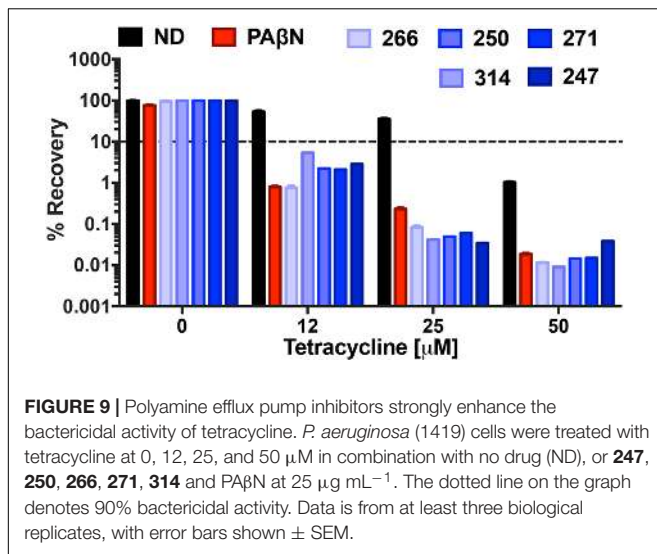 ND PAβN 266 250 271
314 247
% Recovery
1000
100
10
1
0.1
0.01
0.001
0 12 25 50
Tetracycline [μM]
FIGURE 9 | Polyamine efflux pump inhibitors strongly enhance the
bactericidal activity of tetracycline. P. aeruginosa (1419) cells were treated with
tetracycline at 0, 12, 25, and 50 μM in combination with no drug (ND), or 247,
250, 266, 271, 314 and PAβN at 25 μg mL⁻¹. The dotted line on the graph
denotes 90% bactericidal activity. Data is from at least three biological
replicates, with error bars shown ± SEM.